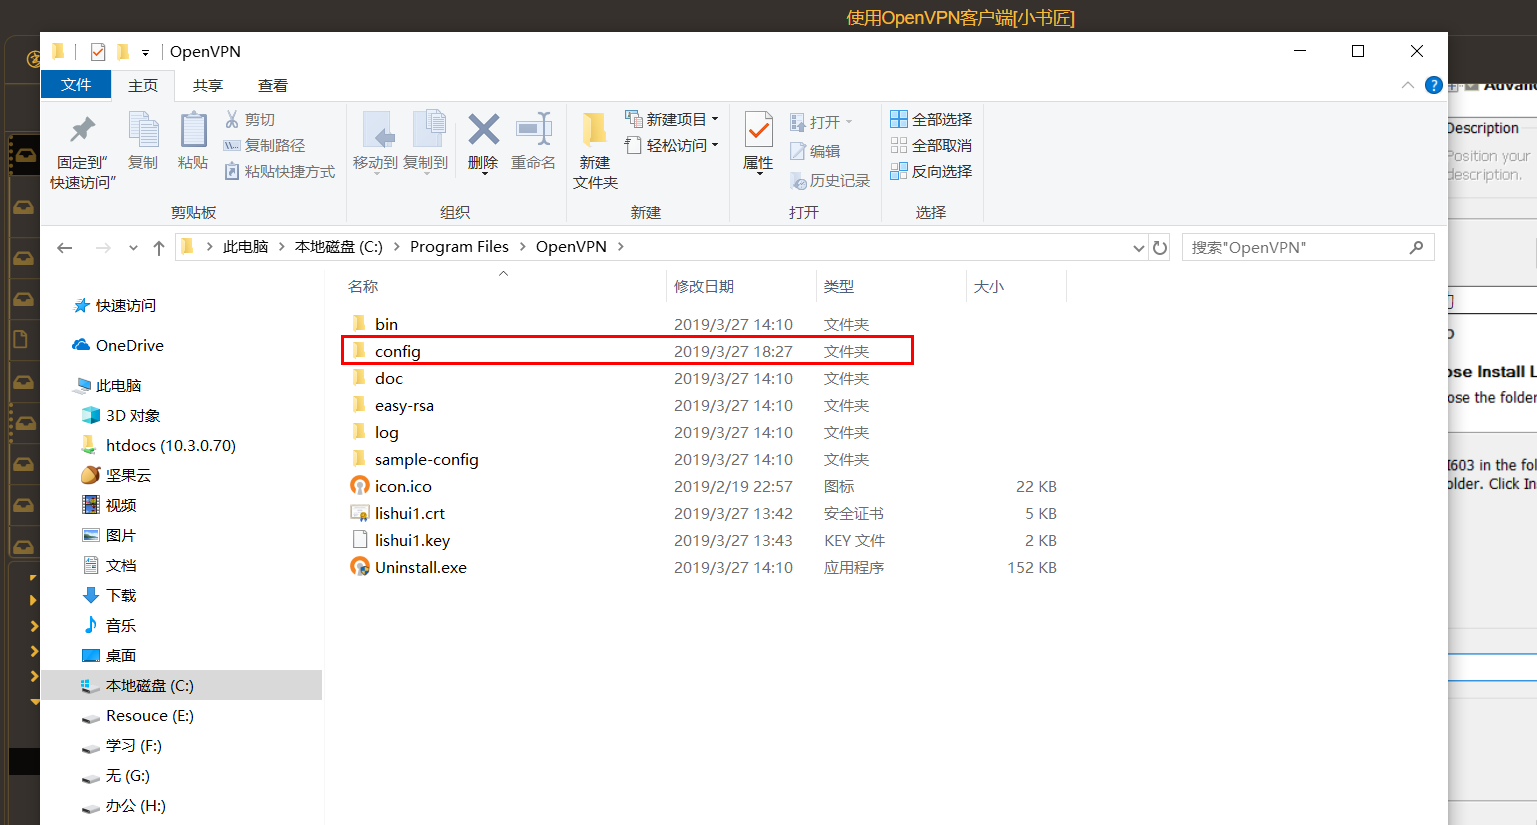 使用OpenVPN客户端[小书匠]
OpenVPN
文件 主页 共享 查看
固定到"快速访问"
复制
粘贴
剪切
复制路径
粘贴快捷方式
剪贴板
移动到
复制到
删除
重命名
组织
新建文件夹
新建项目
轻松访问
新建
属性
打开
编辑
历史记录
打开
全部选择
全部取消
反向选择
选择
此电脑 > 本地磁盘 (C:) > Program Files > OpenVPN >
搜索"OpenVPN"
快速访问
OneDrive
此电脑
3D 对象
htdocs (10.3.0.70)
坚果云
视频
图片
文档
下载
音乐
桌面
本地磁盘 (C:)
Resouce (E:)
学习 (F:)
无 (G:)
办公 (H:)
名称 修改日期 类型 大小
bin 2019/3/27 14:10 文件夹
config 2019/3/27 18:27 文件夹
doc 2019/3/27 14:10 文件夹
easy-rsa 2019/3/27 14:10 文件夹
log 2019/3/27 14:10 文件夹
sample-config 2019/3/27 14:10 文件夹
icon.ico 2019/2/19 22:57 图标 22 KB
lishui1.crt 2019/3/27 13:42 安全证书 5 KB
lishui1.key 2019/3/27 13:43 KEY 文件 2 KB
Uninstall.exe 2019/3/27 14:10 应用程序 152 KB
Description
Position your
description.
ose Install L
ose the folder
I603 in the fol
older. Click In